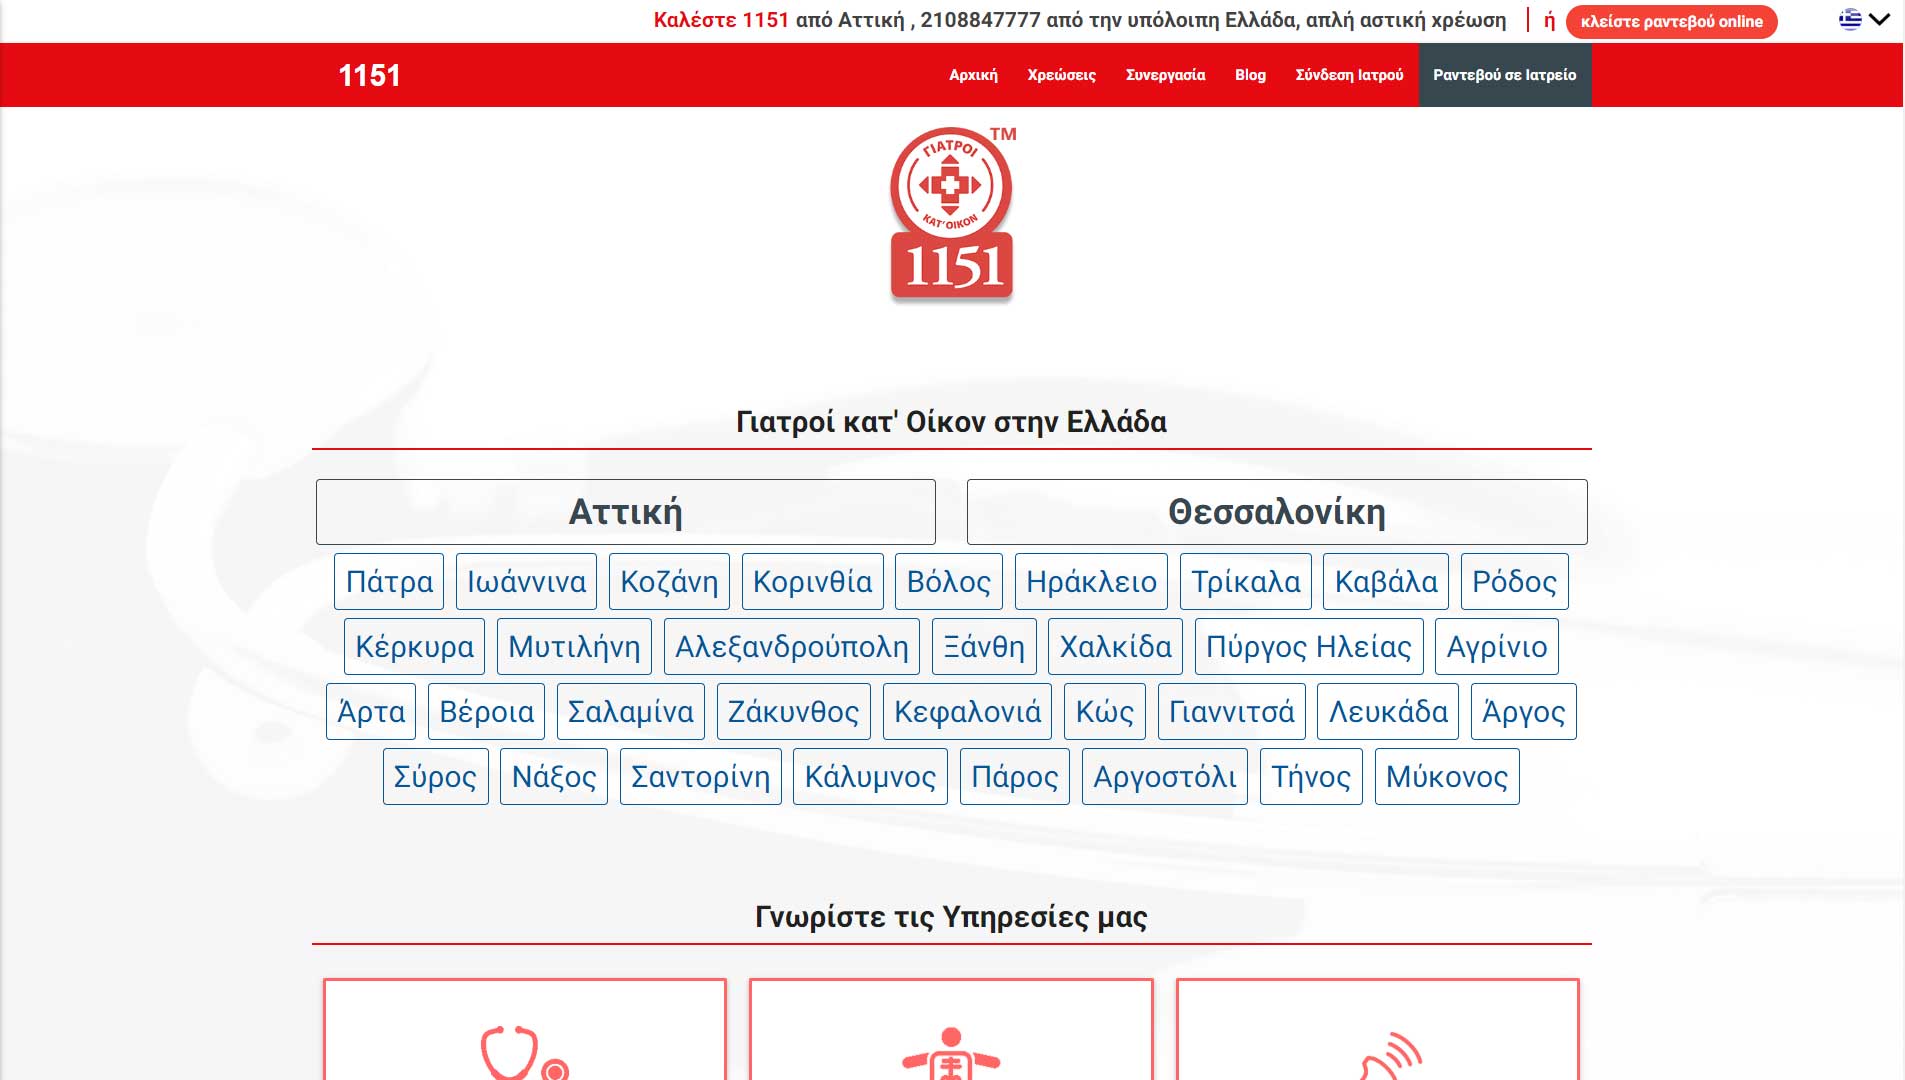 Καλέστε 1151 από Αττική , 2108847777 από την υπόλοιπη Ελλάδα, απλή αστική χρέωση | ή κλείστε ραντεβού online
1151 Αρχική Χρεώσεις Συνεργασία Blog Σύνδεση Ιατρού Ραντεβού σε Ιατρείο
TM
ΓΙΑΤΡΟΙ
ΚΑΤ' ΟΙΚΟΝ
1151
Γιατροί κατ' Οίκον στην Ελλάδα
Αττική Θεσσαλονίκη
Πάτρα Ιωάννινα Κοζάνη Κορινθία Βόλος Ηράκλειο Τρίκαλα Καβάλα Ρόδος
Κέρκυρα Μυτιλήνη Αλεξανδρούπολη Ξάνθη Χαλκίδα Πύργος Ηλείας Αγρίνιο
Άρτα Βέροια Σαλαμίνα Ζάκυνθος Κεφαλονιά Κώς Γιαννιτσά Λευκάδα Άργος
Σύρος Νάξος Σαντορίνη Κάλυμνος Πάρος Αργοστόλι Τήνος Μύκονος
Γνωρίστε τις Υπηρεσίες μας